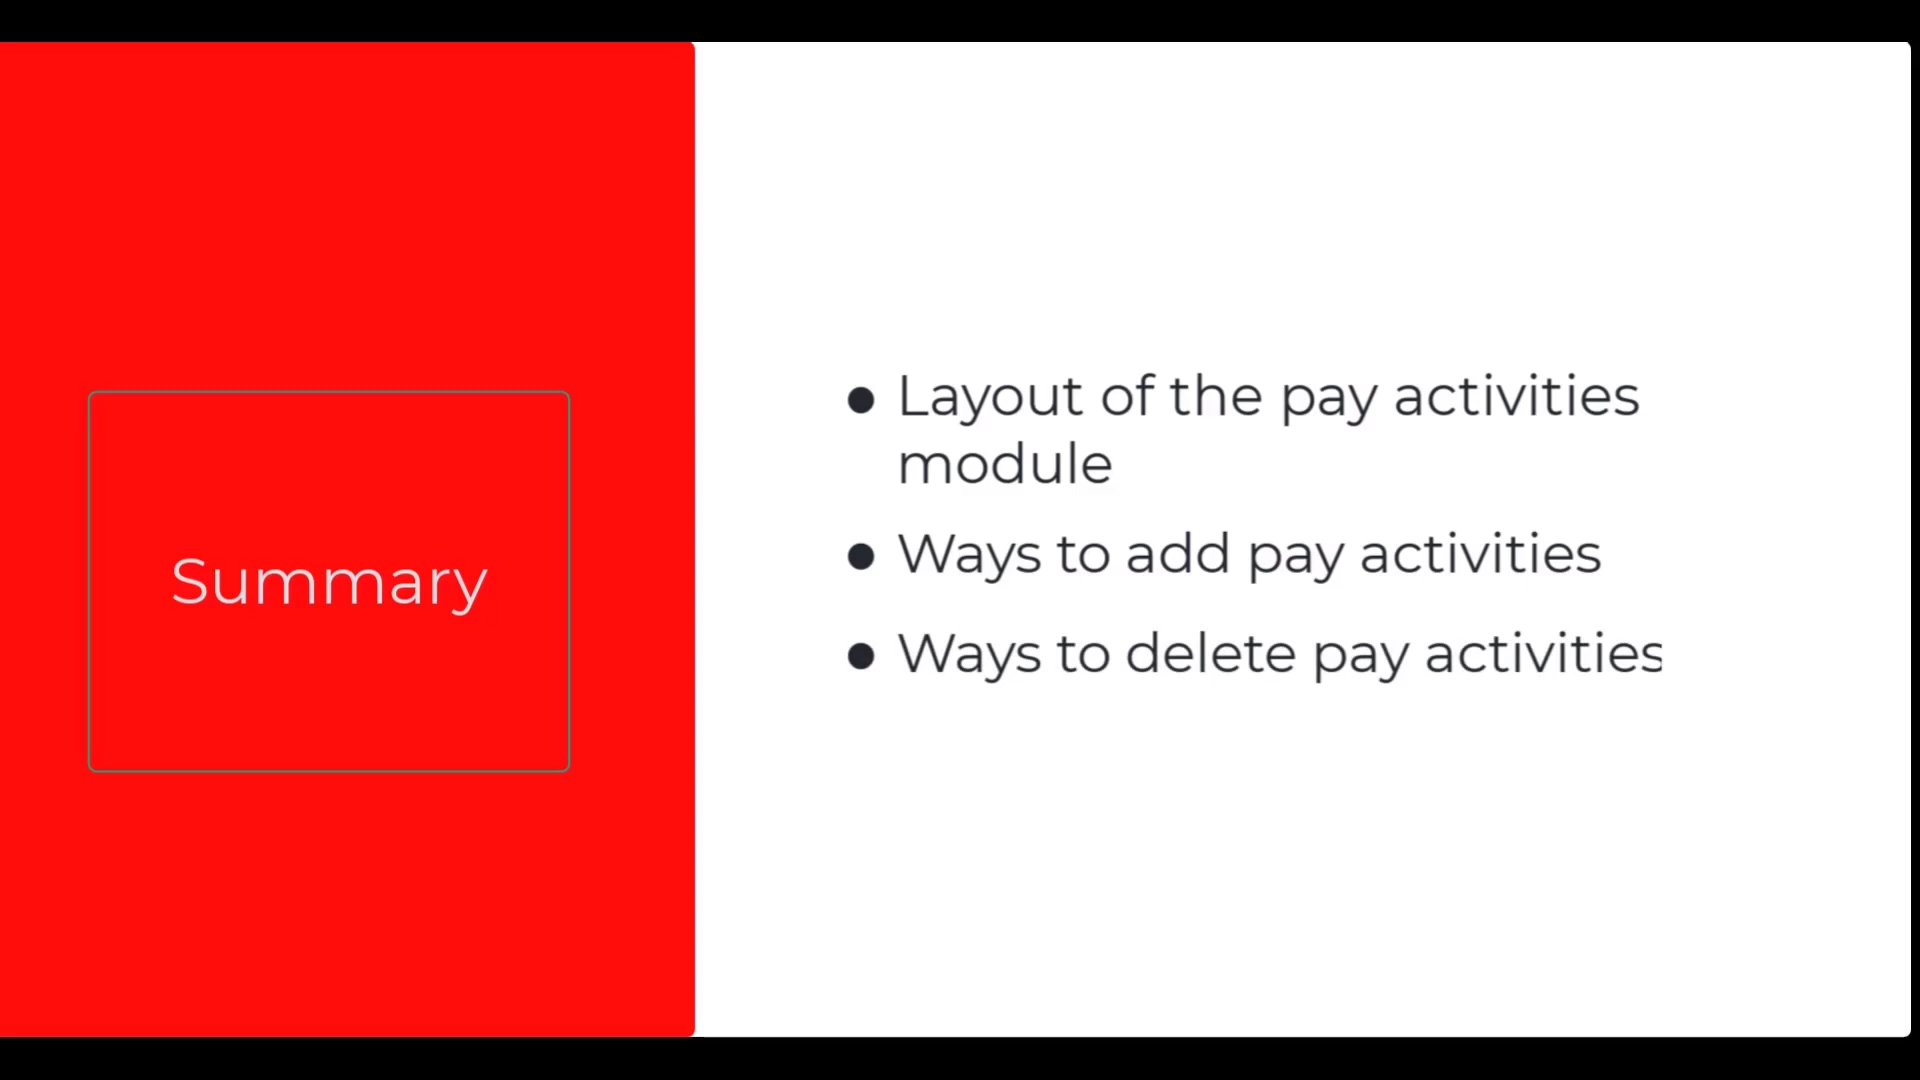 Summary
● Layout of the pay activities
module
● Ways to add pay activities
● Ways to delete pay activities